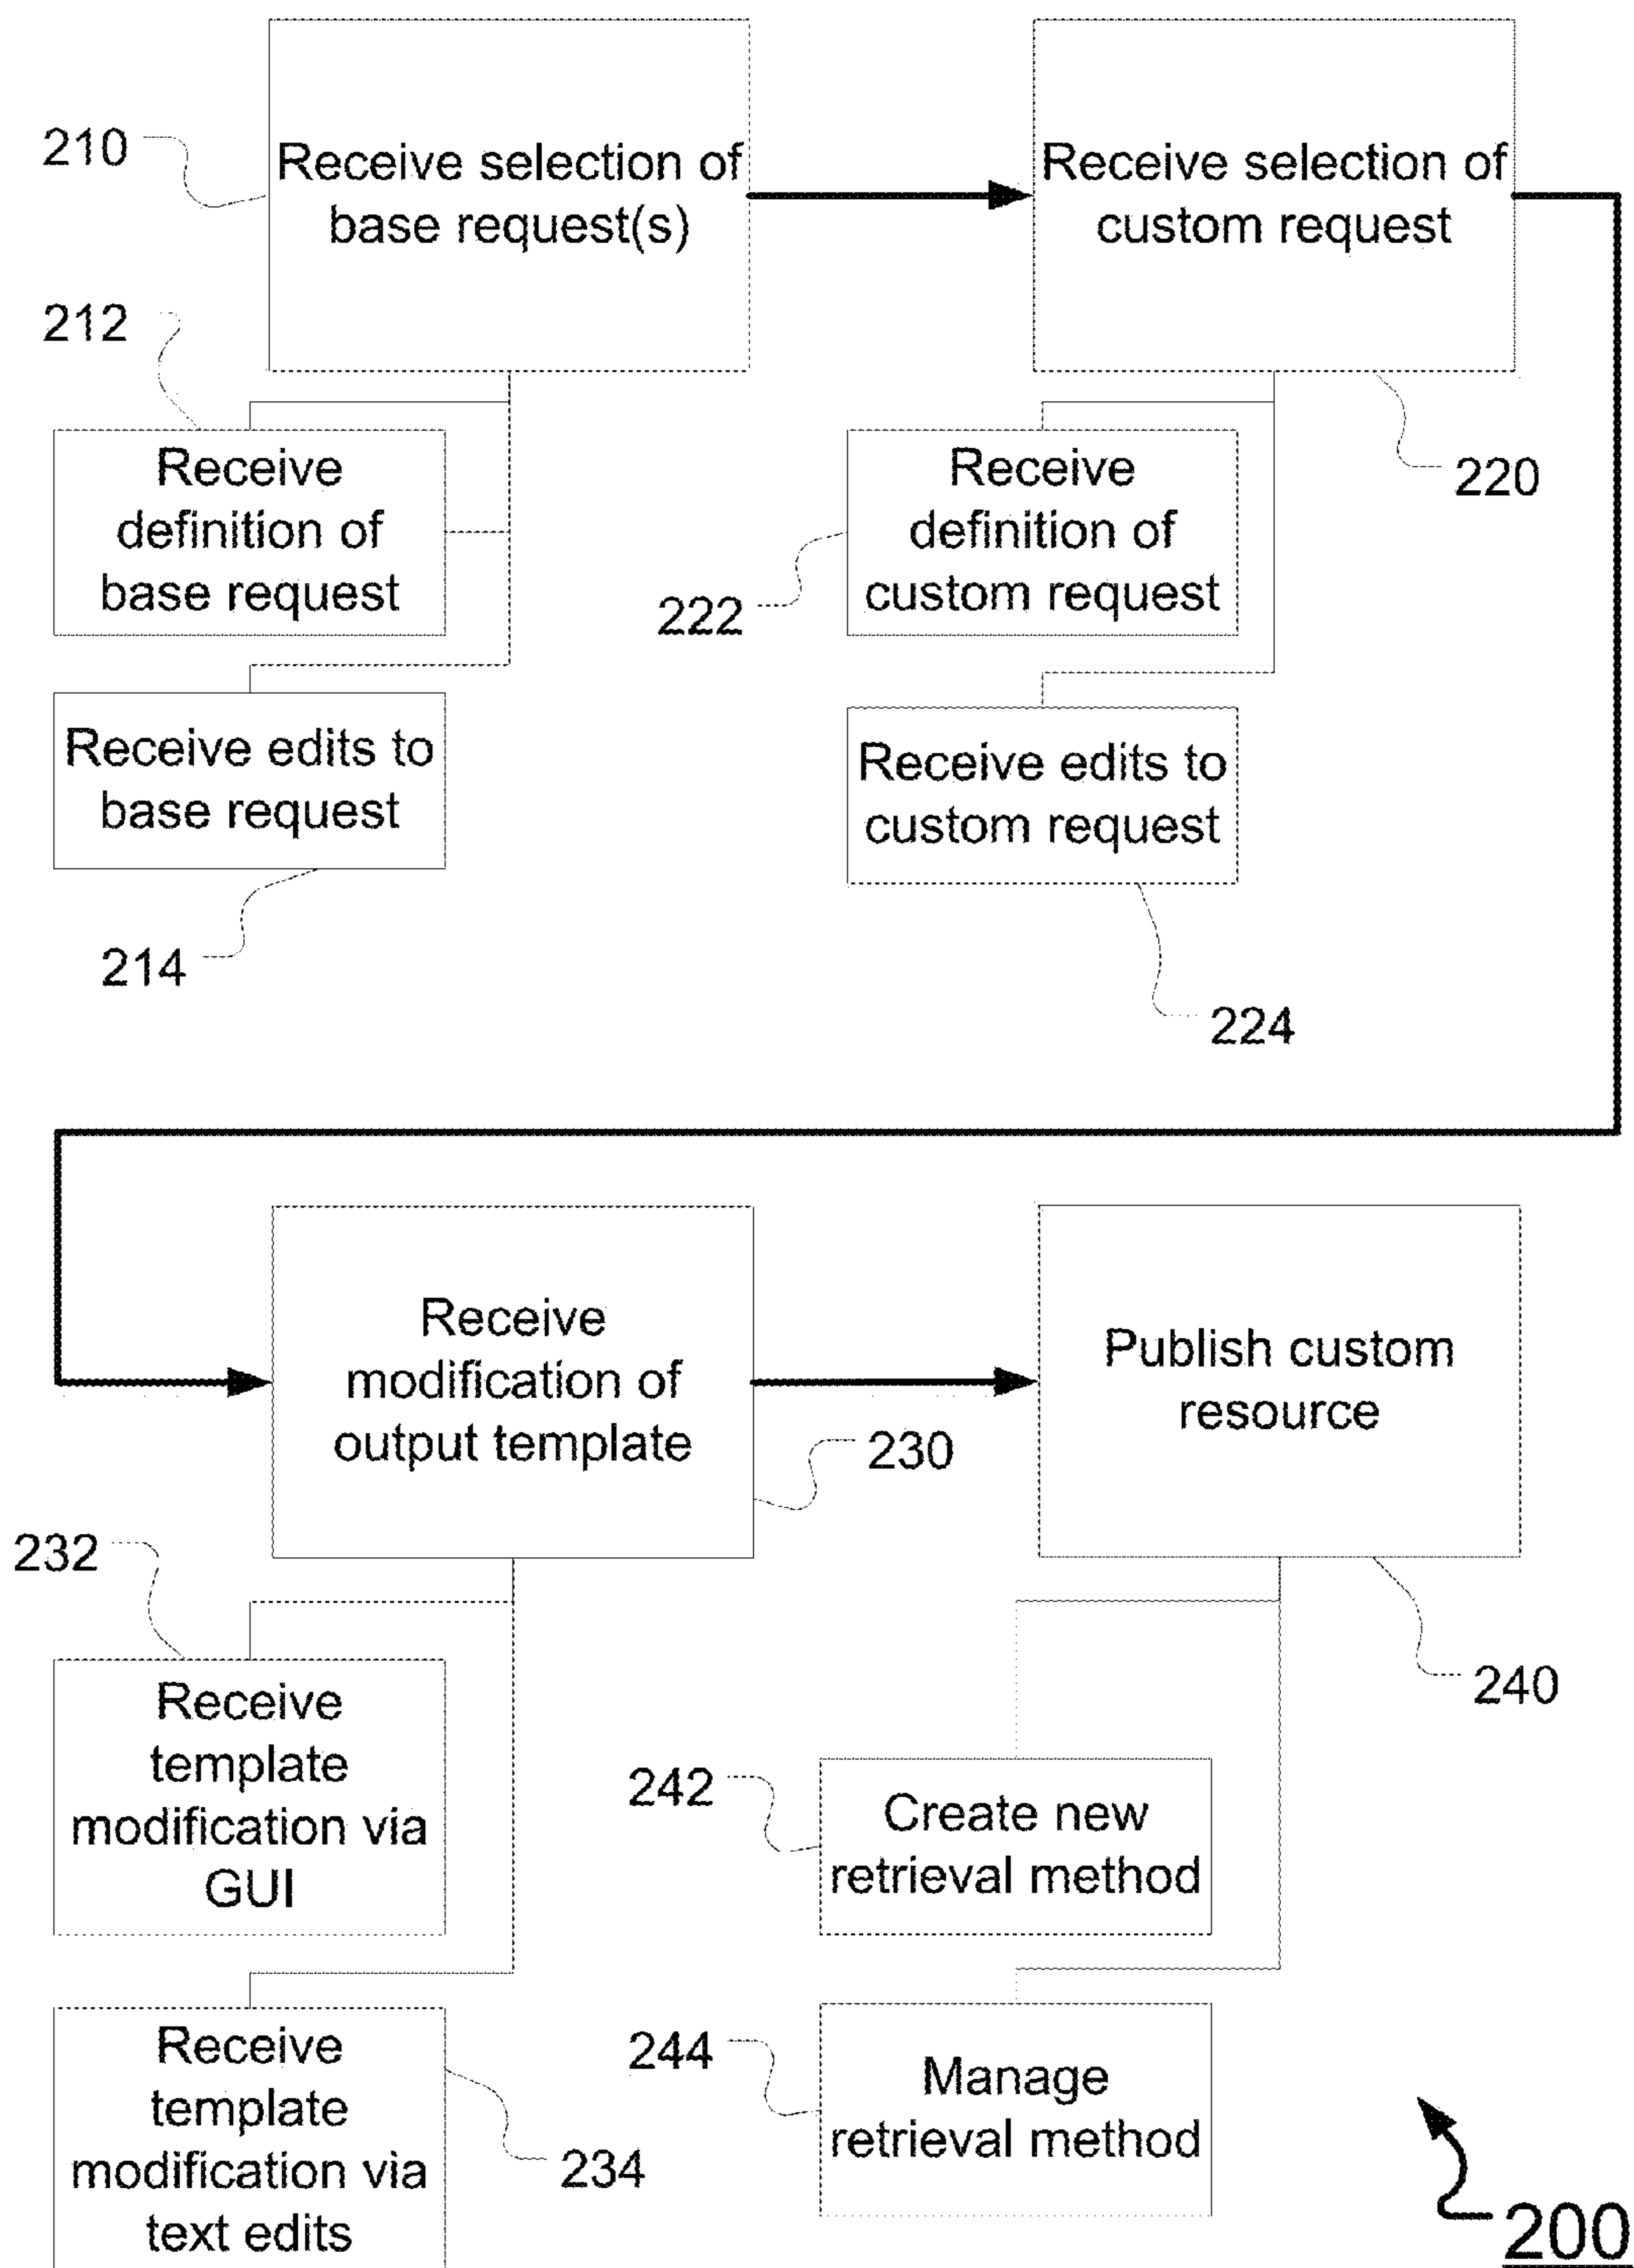 210
Receive selection of
base request(s)
Receive selection of
custom request
212
Receive
definition of
base request
Receive
definition of
custom request
220
222
Receive edits to
base request
Receive edits to
custom request
214
224
Receive
modification of
output template
Publish custom
resource
230
232
Receive
template
modification via
GUI
240
242
Create new
retrieval method
Receive
template
modification via
text edits
234
244
Manage
retrieval method
200